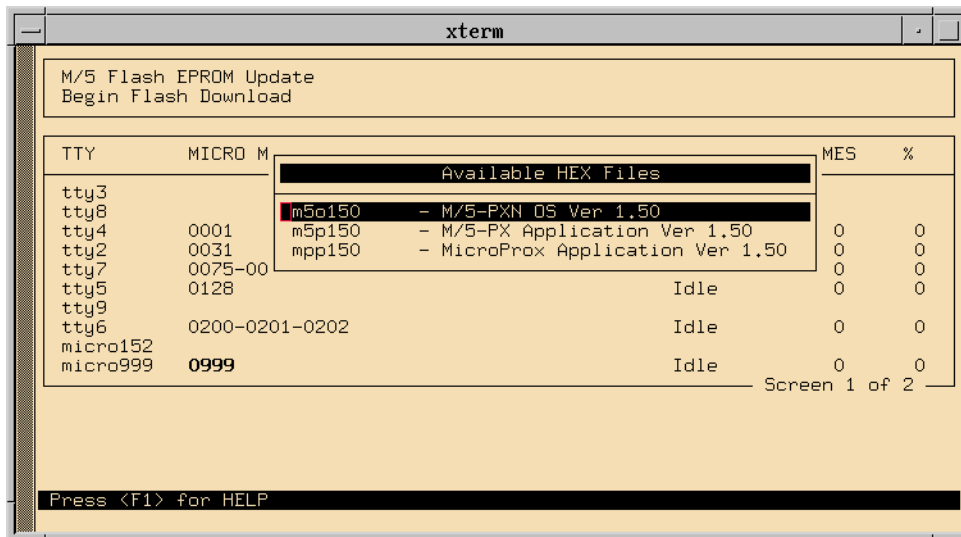 xterm
M/5 Flash EPROM Update
Begin Flash Download
TTY MICRO M MES %
Available HEX Files
tty3
tty8 m5o150 - M/5-PXN OS Ver 1.50
tty4 0001 m5p150 - M/5-PX Application Ver 1.50 0 0
tty2 0031 mpp150 - MicroProx Application Ver 1.50 0 0
tty7 0075-00 0 0
tty5 0128 Idle 0 0
tty9
tty6 0200-0201-0202 Idle 0 0
micro152
micro999 0999 Idle 0 0
Screen 1 of 2
Press <F1> for HELP